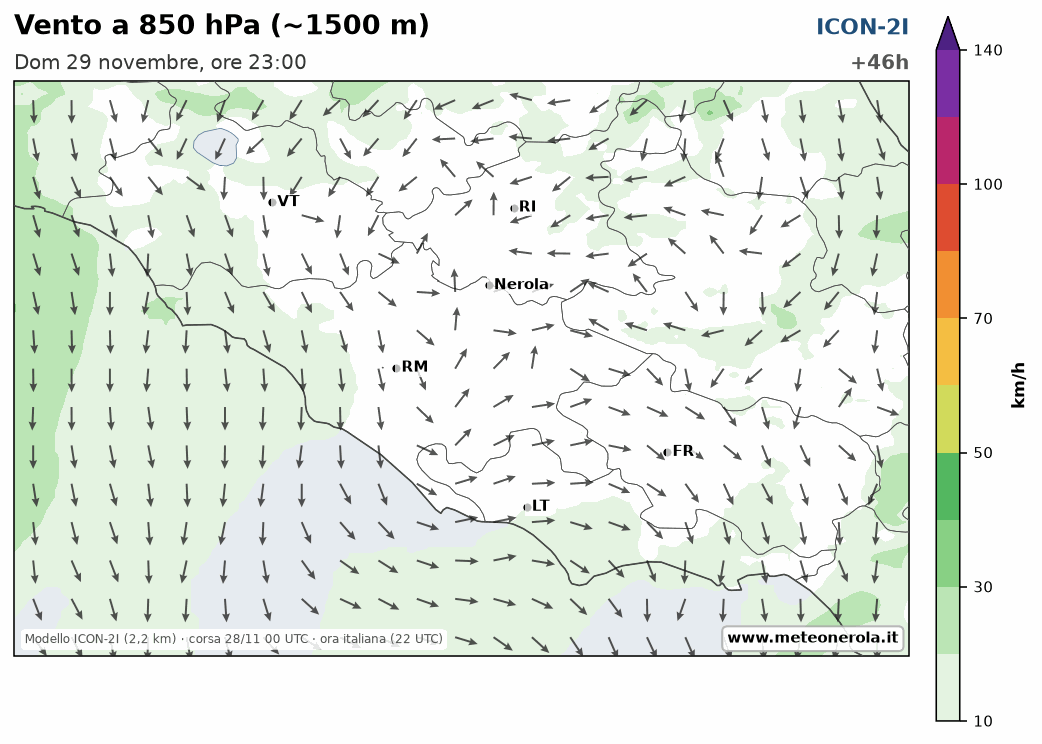 Vento a 850 hPa (~1500 m)
ICON-2I
Dom 29 novembre, ore 23:00
+46h
140
100
70
50
30
10
km/h
VT
RI
Nerola
RM
FR
LT
Modello ICON-2I (2,2 km) · corsa 28/11 00 UTC · ora italiana (22 UTC)
www.meteonerola.it